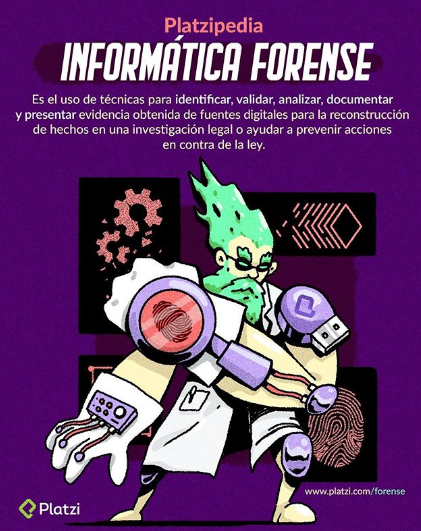 Platzipedia
INFORMÁTICA FORENSE
Es el uso de técnicas para identificar, validar, analizar, documentar
y presentar evidencia obtenida de fuentes digitales para la reconstrucción
de hechos en una investigación legal o ayudar a prevenir acciones
en contra de la ley.
www.platzi.com/forense
Platzi